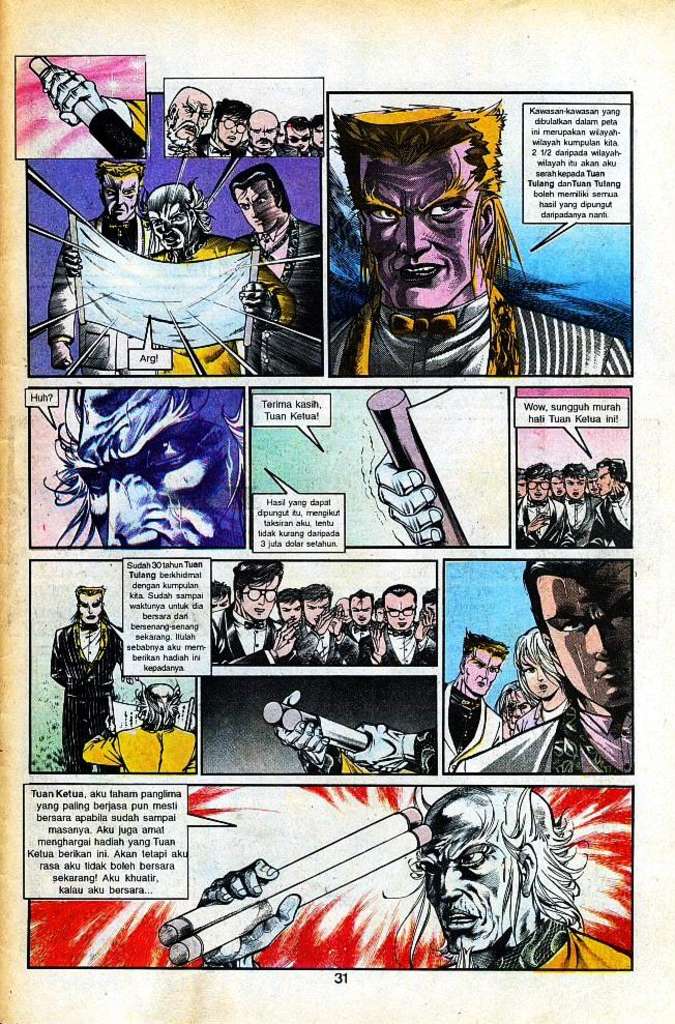 Arg!
Kawasan-kawasan yang
dibulatkan dalam peta
ini merupakan wilayah-
wilayah kumpulan kita.
2 1/2 daripada wilayah-
wilayah itu akan aku
serahkepada Tuan
Tulang dan Tuan Tulang
boleh memiliki semua
hasil yang dipungut
daripadanya nanti.
Huh?
Terima kasih,
Tuan Ketua!
Hasil yang dapat
dipungut itu, mengikut
taksiran aku, tentu
tidak kurang daripada
3 juta dolar setahun.
Wow, sungguh murah
hati Tuan Ketua ini!
Sudah 30 tahun Tuan
Tulang berkhidmat
dengan kumpulan
kita. Sudah sampai
waktunya untuk dia
bersara dan
bersenang-senang
sekarang. Itulah
sebabnya aku mem-
berikan hadiah ini
kepadanya.
Tuan Ketua, aku faham panglima
yang paling berjasa pun mesti
bersara apabila sudah sampai
masanya. Aku juga amat
menghargai hadiah yang Tuan
Ketua berikan ini. Akan tetapi aku
rasa aku tidak boleh bersara
sekarang! Aku khuatir,
kalau aku bersara...
31